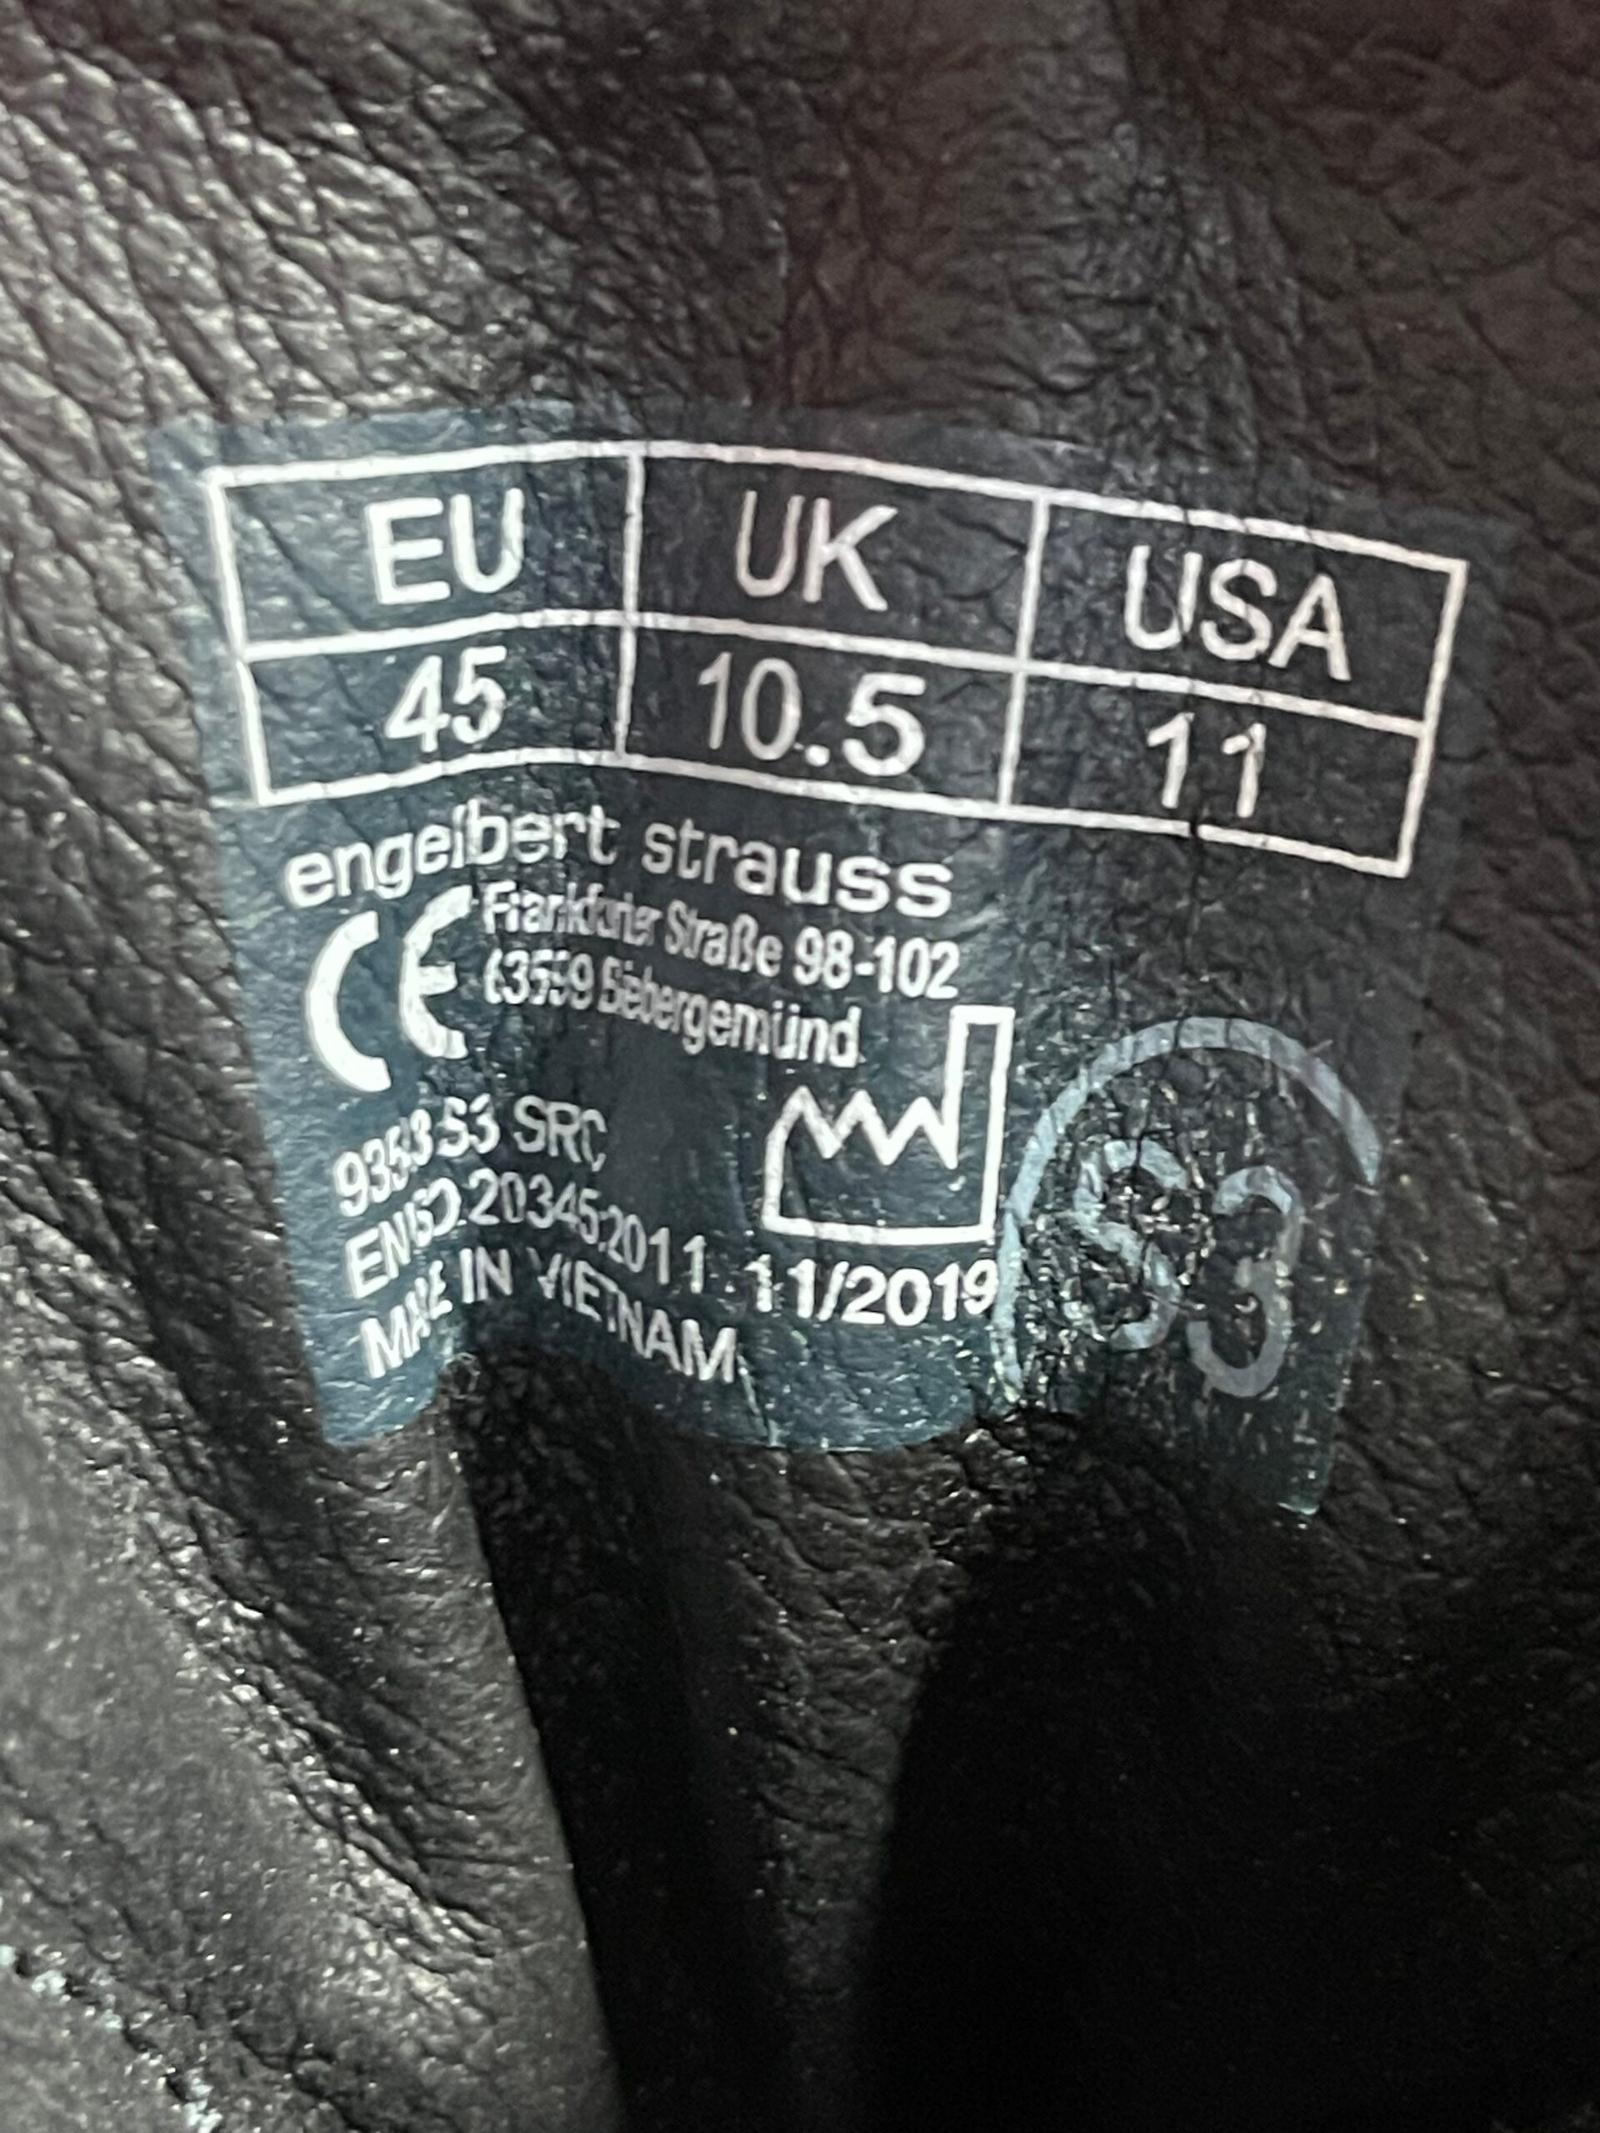 EU UK USA
45 10.5 11
engelbert strauss
CE Frankfurter Straße 98-102
63599 Biebergemünd
S3 SRC
EN ISO 20345:2011 11/2019
MADE IN VIETNAM
S3